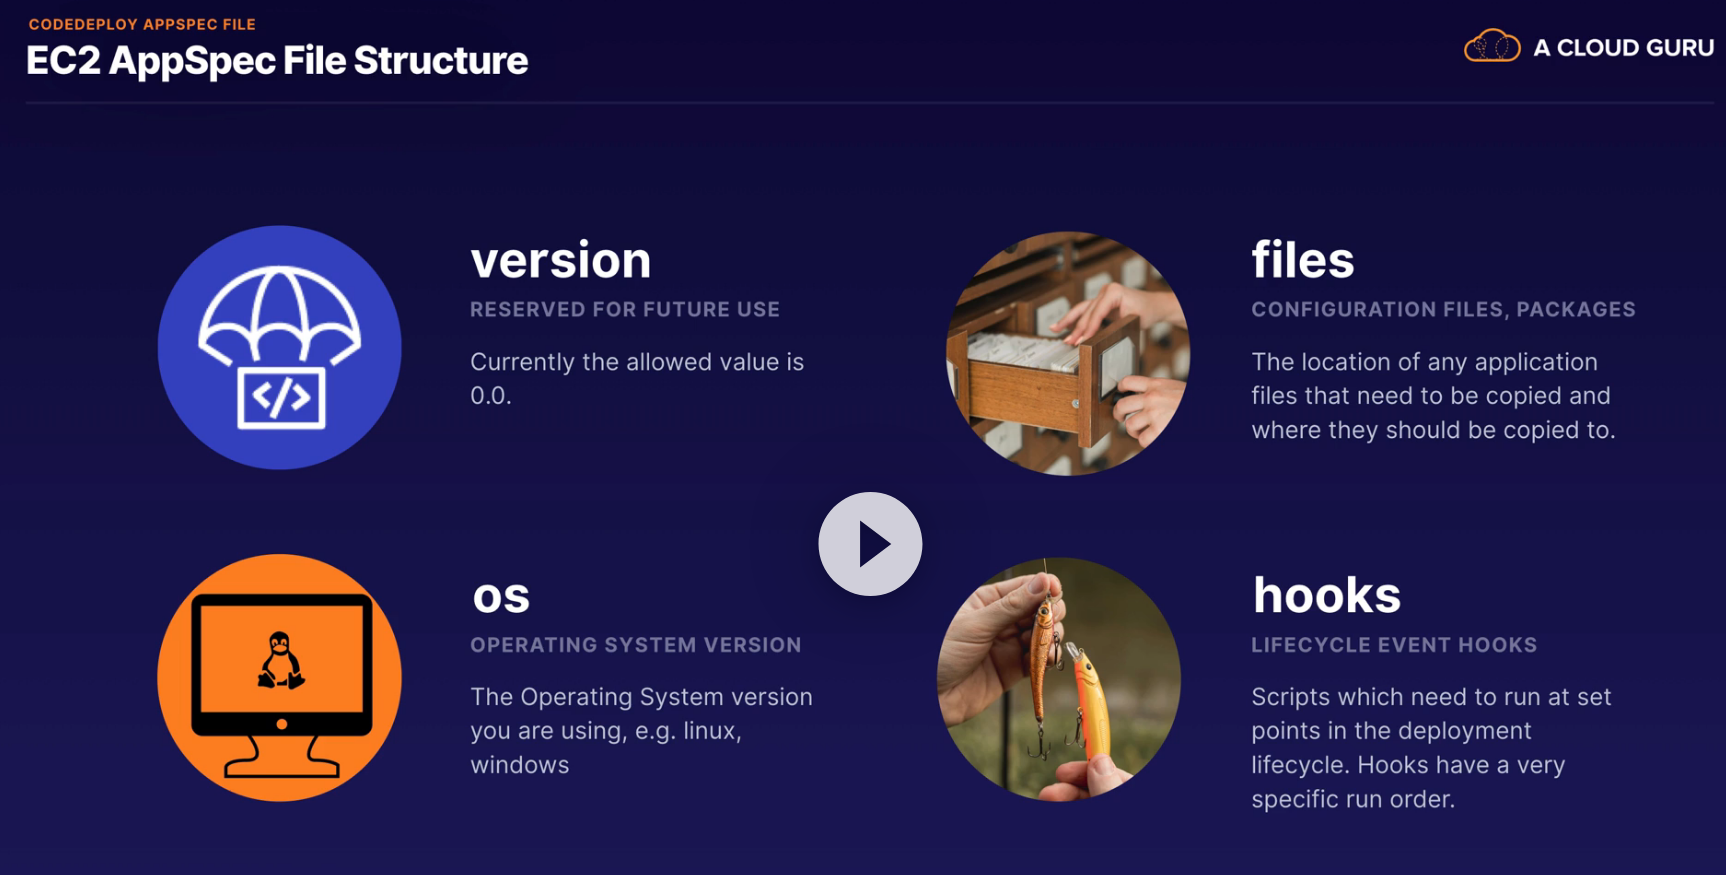 CODEDEPLOY APPSPEC FILE
EC2 AppSpec File Structure
A CLOUD GURU
version
RESERVED FOR FUTURE USE
Currently the allowed value is
0.0.
files
CONFIGURATION FILES, PACKAGES
The location of any application
files that need to be copied and
where they should be copied to.
os
OPERATING SYSTEM VERSION
The Operating System version
you are using, e.g. linux,
windows
hooks
LIFECYCLE EVENT HOOKS
Scripts which need to run at set
points in the deployment
lifecycle. Hooks have a very
specific run order.